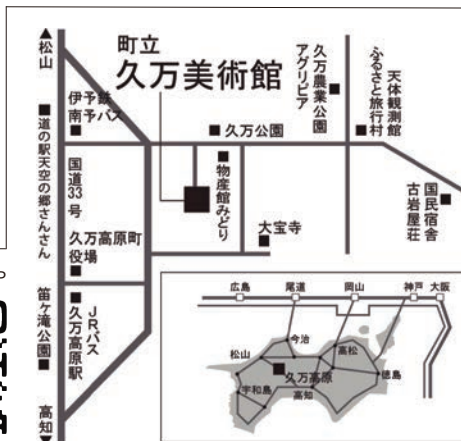 ▲松山
■道の駅天空の郷さんさん
笛ヶ滝公園■
高知▼
町立
久万美術館
伊予鉄
南予バス
国道33号
久万高原町
役場
JRバス
久万高原駅
久万公園
物産館みどり
大宝寺
久万農業公園
アグリピア
天体観測館
ふるさと旅行村
国民宿舎
古岩屋荘
広島
尾道
岡山
神戸
大阪
今治
松山
高松
久万高原
徳島
宇和島
高知